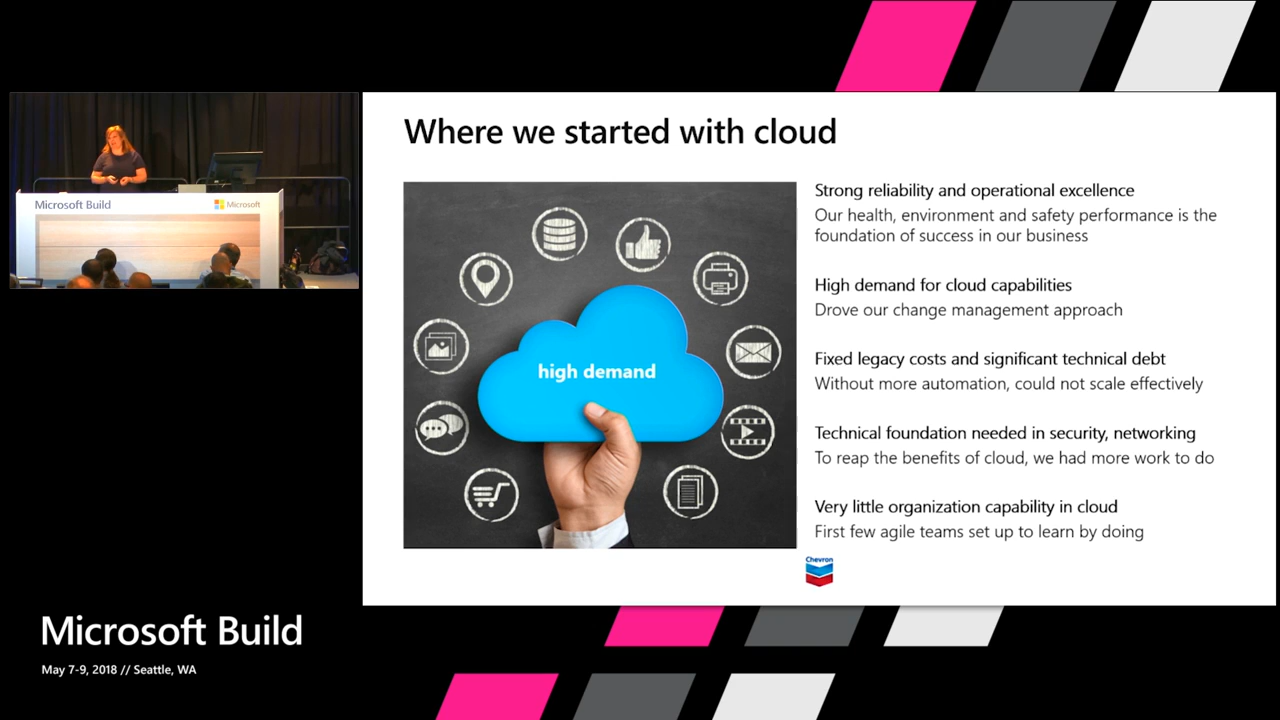 Microsoft Build
Microsoft
Where we started with cloud
high demand
Strong reliability and operational excellence
Our health, environment and safety performance is the
foundation of success in our business
High demand for cloud capabilities
Drove our change management approach
Fixed legacy costs and significant technical debt
Without more automation, could not scale effectively
Technical foundation needed in security, networking
To reap the benefits of cloud, we had more work to do
Very little organization capability in cloud
First few agile teams set up to learn by doing
Chevron
Microsoft Build
May 7-9, 2018 // Seattle, WA